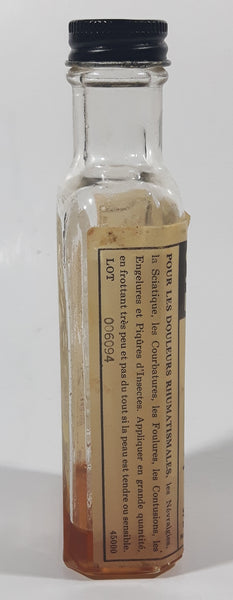 POUR LES DOULEURS RHUMATISMALES, les Névralgies,
la Sciatique, les Courbatures, les Foulures, les Contusions, les
Engelures et Piqûres d'Insectes. Appliquer en grande quantité,
en frottant très peu et pas du tout si la peau est tendre ou sensible.
LOT 006094 45000